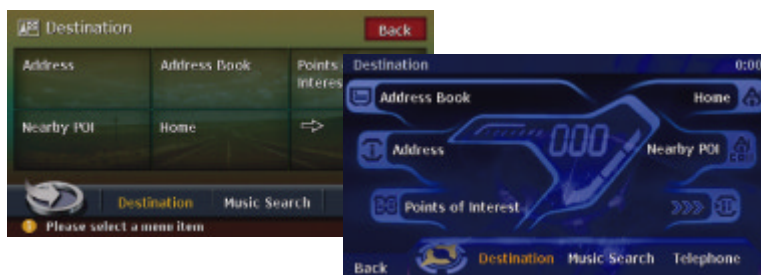 Destination
Back
Address
Address Book
Points
Interes
Nearby POI
Home
Destination
Music Search
Please select a menu item
Destination
0:00
Address Book
Home
000
Address
Nearby POI
Points of Interest
>>>
Destination
Music Search
Telephone
Back